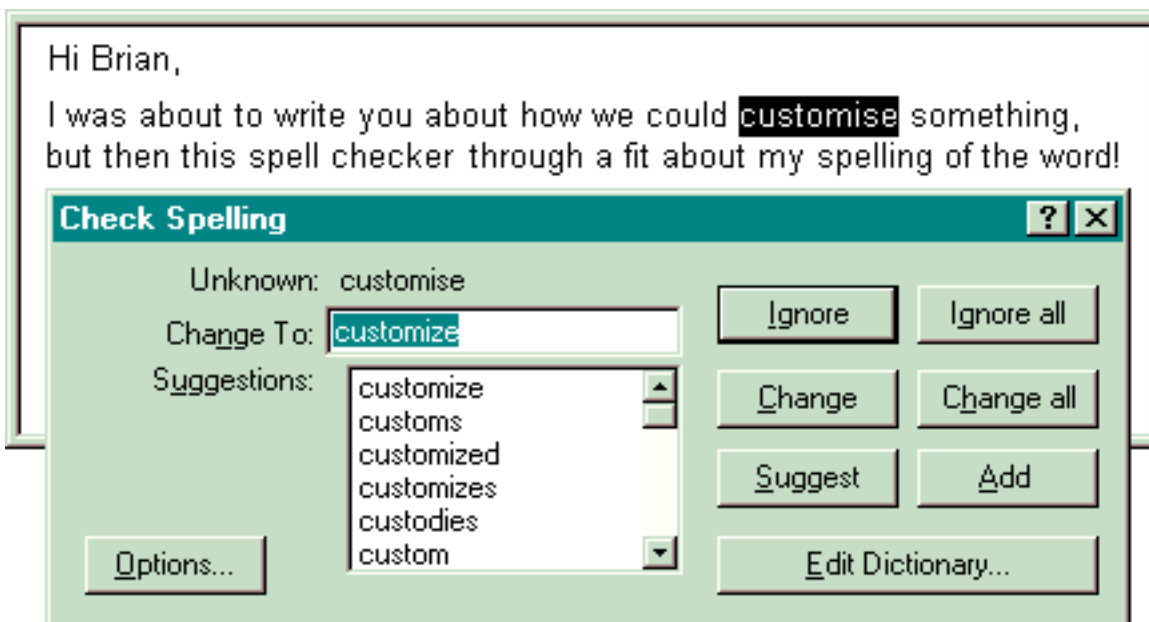 Hi Brian,
I was about to write you about how we could customise something,
but then this spell checker through a fit about my spelling of the word!
Check Spelling
Unknown: customise
Change To: customize
Suggestions:
customize
customs
customized
customizes
custodies
custom
Ignore
Ignore all
Change
Change all
Suggest
Add
Options...
Edit Dictionary...